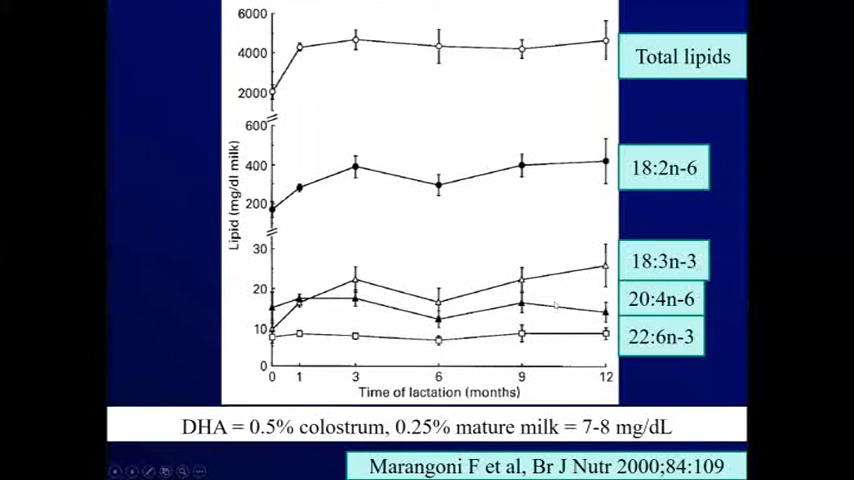 6000
4000
2000
Total lipids
600
400
200
18:2n-6
30
20
10
0
18:3n-3
20:4n-6
22:6n-3
Lipid (mg/dl milk)
0 1 3 6 9 12
Time of lactation (months)
DHA = 0.5% colostrum, 0.25% mature milk = 7-8 mg/dL
Marangoni F et al, Br J Nutr 2000;84:109